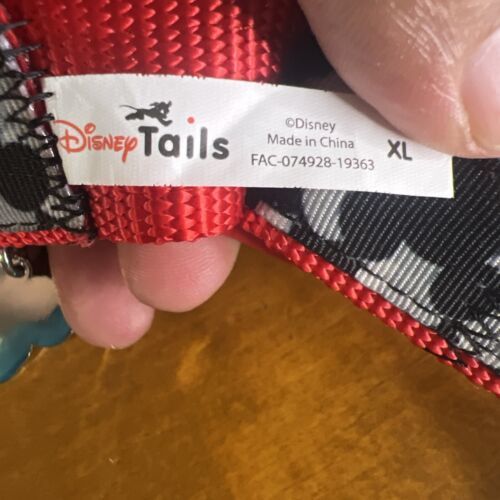 Disney Tails
©Disney
Made in China
FAC-074928-19363
XL